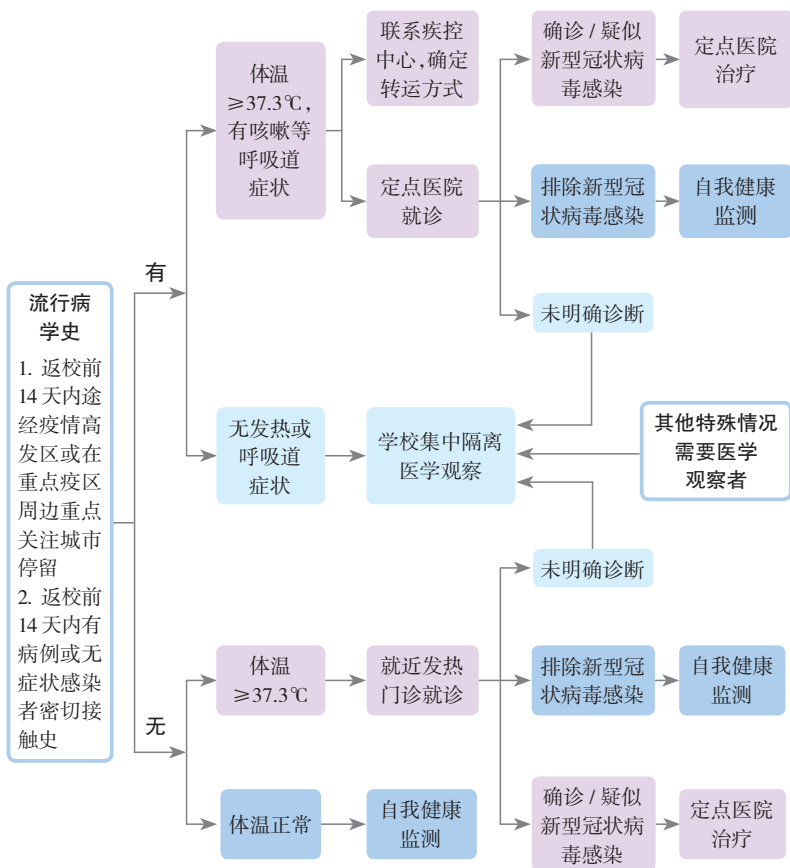 联系疾控
中心，确定
转运方式
确诊 / 疑似
新型冠状病
毒感染
定点医院
治疗
体温
≥37.3℃，
有咳嗽等
呼吸道
症状
定点医院
就诊
排除新型冠
状病毒感染
自我健康
监测
有
未明确诊断
流行病
学史
1. 返校前
14 天内途
经疫情高
发区或在
重点疫区
周边重点
关注城市
停留
2. 返校前
14 天内有
病例或无
症状感染
者密切接
触史
无发热或
呼吸道
症状
学校集中隔离
医学观察
其他特殊情况
需要医学
观察者
未明确诊断
无
体温
≥37.3℃
就近发热
门诊就诊
排除新型冠
状病毒感染
自我健康
监测
体温正常
自我健康
监测
确诊 / 疑似
新型冠状病
毒感染
定点医院
治疗